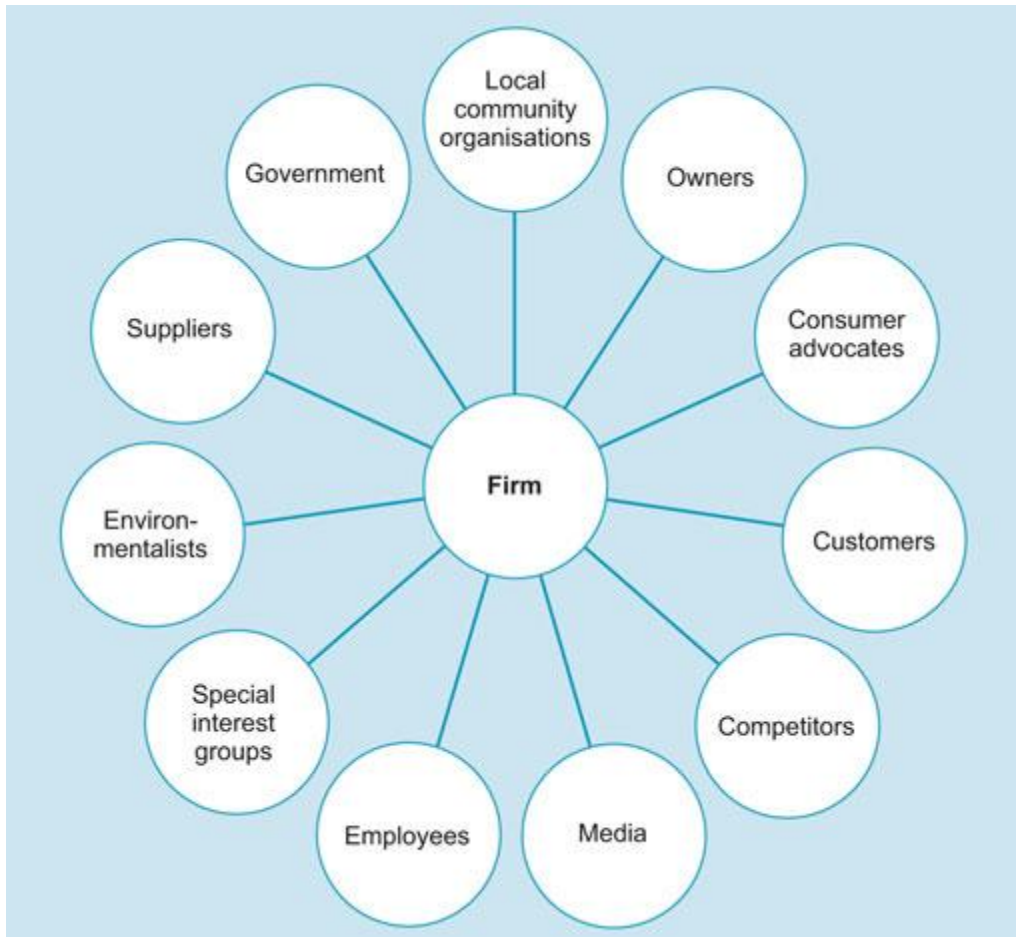 Local
community
organisations
Government
Owners
Suppliers
Consumer
advocates
Firm
Environ-
mentalists
Customers
Special
interest
groups
Competitors
Employees
Media